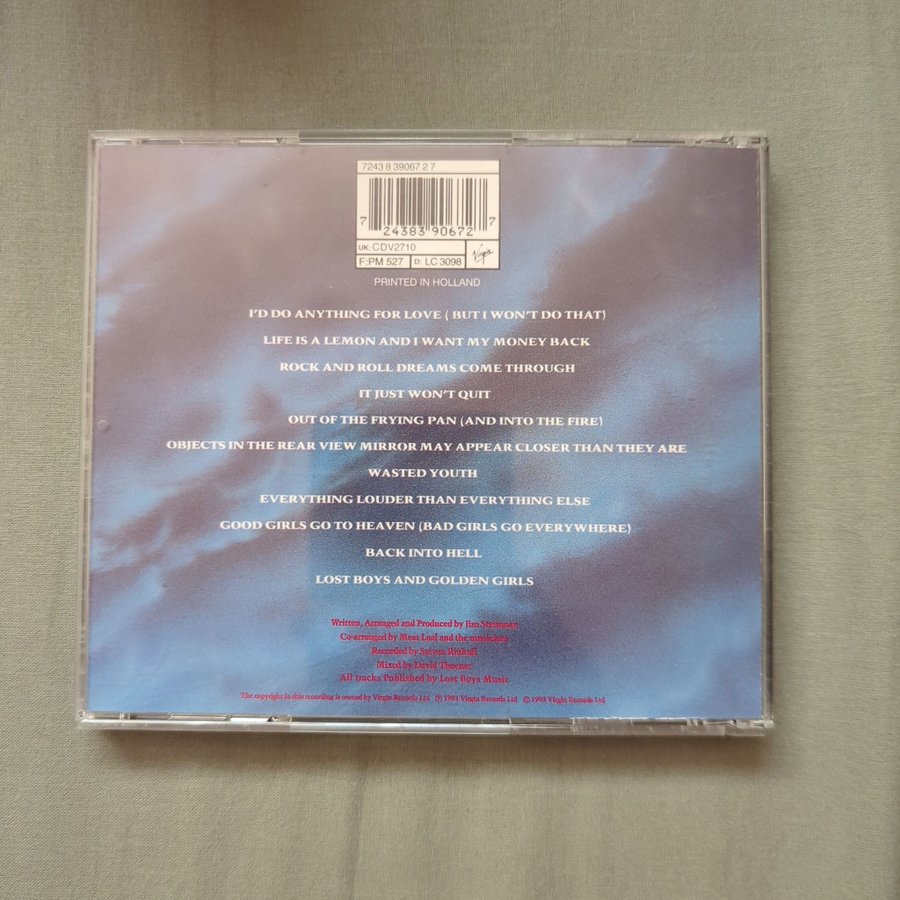 7243 8 39067 2 7
7 24383 90672 7
UK: CDV2710
F: PM 527 D: LC 3098 Virgin
PRINTED IN HOLLAND
I'D DO ANYTHING FOR LOVE ( BUT I WON'T DO THAT)
LIFE IS A LEMON AND I WANT MY MONEY BACK
ROCK AND ROLL DREAMS COME THROUGH
IT JUST WON'T QUIT
OUT OF THE FRYING PAN (AND INTO THE FIRE)
OBJECTS IN THE REAR VIEW MIRROR MAY APPEAR CLOSER THAN THEY ARE
WASTED YOUTH
EVERYTHING LOUDER THAN EVERYTHING ELSE
GOOD GIRLS GO TO HEAVEN (BAD GIRLS GO EVERYWHERE)
BACK INTO HELL
LOST BOYS AND GOLDEN GIRLS
Written, Arranged and Produced by Jim Steinman
Co-arranged by Meat Loaf and the musicians
Recorded by Steven Rinkoff
Mixed by David Thoener
All tracks Published by Lost Boys Music
The copyright in this recording is owned by Virgin Records Ltd ℗ 1993 Virgin Records Ltd © 1993 Virgin Records Ltd